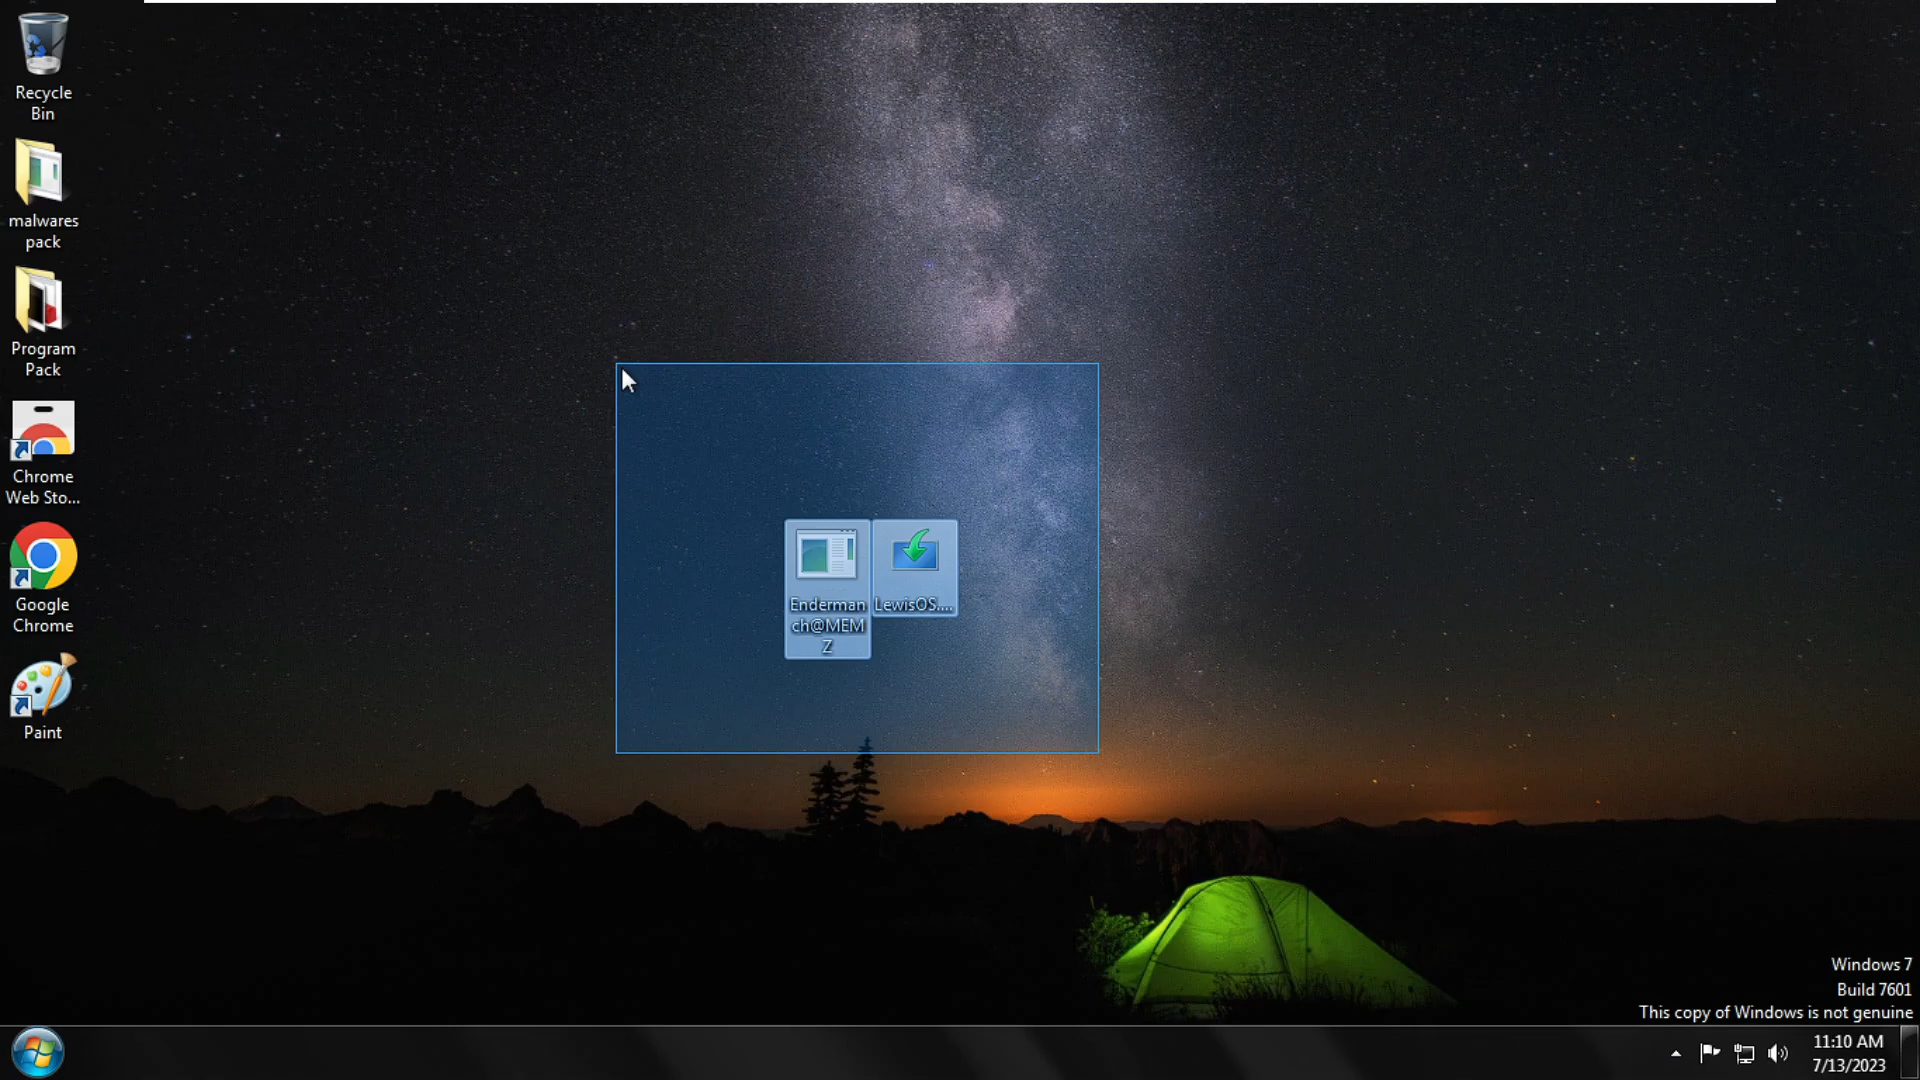 Recycle
Bin
malwares
pack
Program
Pack
Chrome
Web Sto...
Google
Chrome
Paint
Enderman
ch@MEM
Z
LewisOS....
Windows 7
Build 7601
This copy of Windows is not genuine
11:10 AM
7/13/2023